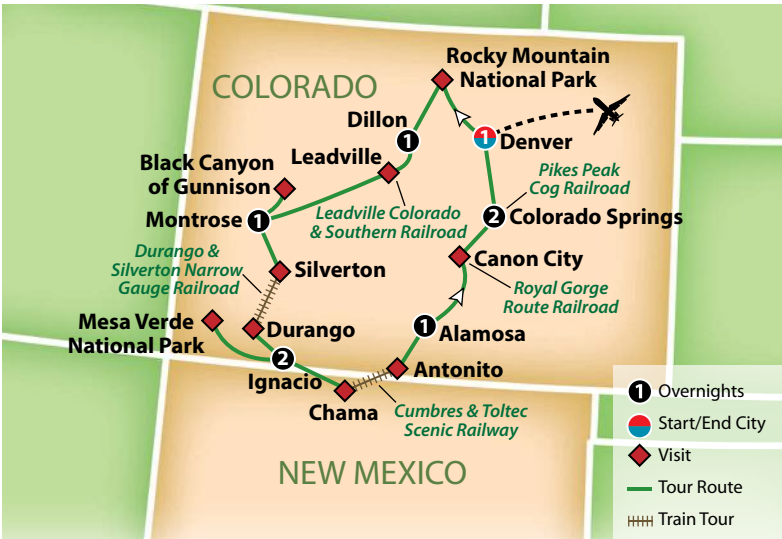 Rocky Mountain
National Park
COLORADO
Dillon
1
1
Denver
Black Canyon
of Gunnison
Leadville
Pikes Peak
Cog Railroad
Montrose
1
Leadville Colorado
& Southern Railroad
2
Colorado Springs
Durango &
Silverton Narrow
Gauge Railroad
Silverton
Canon City
Royal Gorge
Route Railroad
Mesa Verde
National Park
Durango
1
Alamosa
2
Ignacio
Antonito
Chama
Cumbres & Toltec
Scenic Railway
NEW MEXICO
1 Overnights
Start/End City
Visit
Tour Route
Train Tour